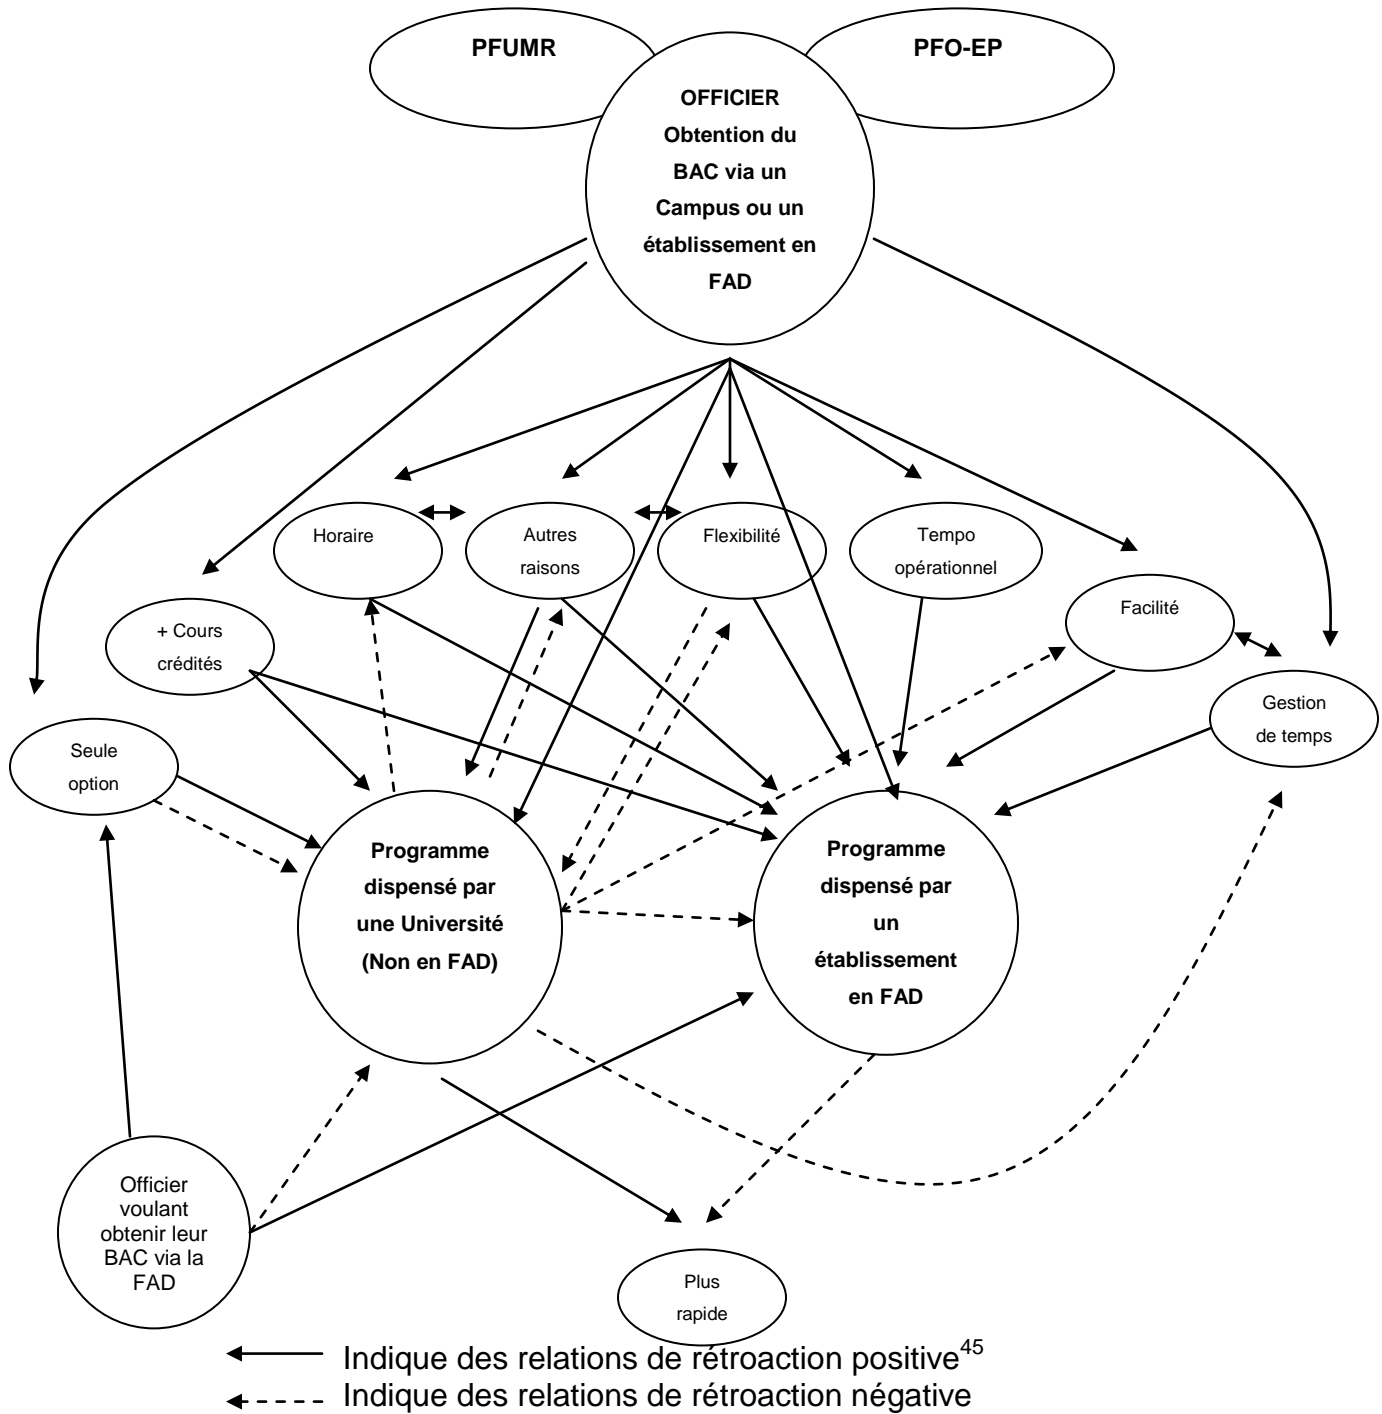 PFUMR
PFO-EP
OFFICIER
Obtention du
BAC via un
Campus ou un
établissement en
FAD
Horaire
Autres
raisons
Flexibilité
Tempo
opérationnel
Facilité
+ Cours
crédités
Gestion
de temps
Seule
option
Programme
dispensé par
une Université
(Non en FAD)
Programme
dispensé par
un
établissement
en FAD
Officier
voulant
obtenir leur
BAC via la
FAD
Plus
rapide
Indique des relations de rétroaction positive45
Indique des relations de rétroaction négative